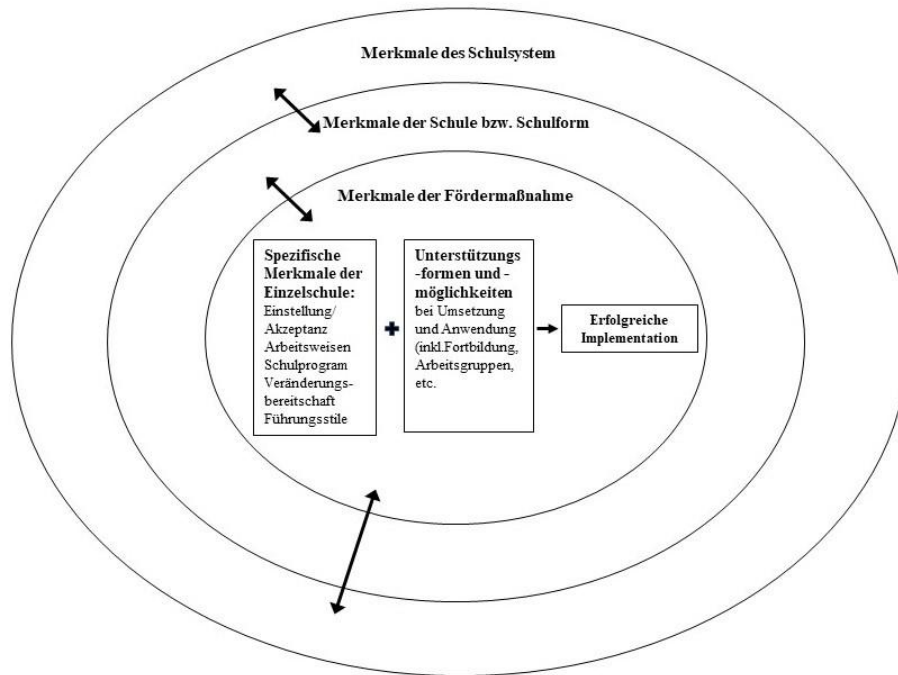 Merkmale des Schulsystem
Merkmale der Schule bzw. Schulform
Merkmale der Fördermaßnahme
Spezifische
Merkmale der
Einzelschule:
Einstellung/
Akzeptanz
Arbeitsweisen
Schulprogram
Veränderungs-
bereitschaft
Führungsstile
Unterstützungs
-formen und -
möglichkeiten
bei Umsetzung
und Anwendung
(inkl.Fortbildung,
Arbeitsgruppen,
etc.
Erfolgreiche
Implementation